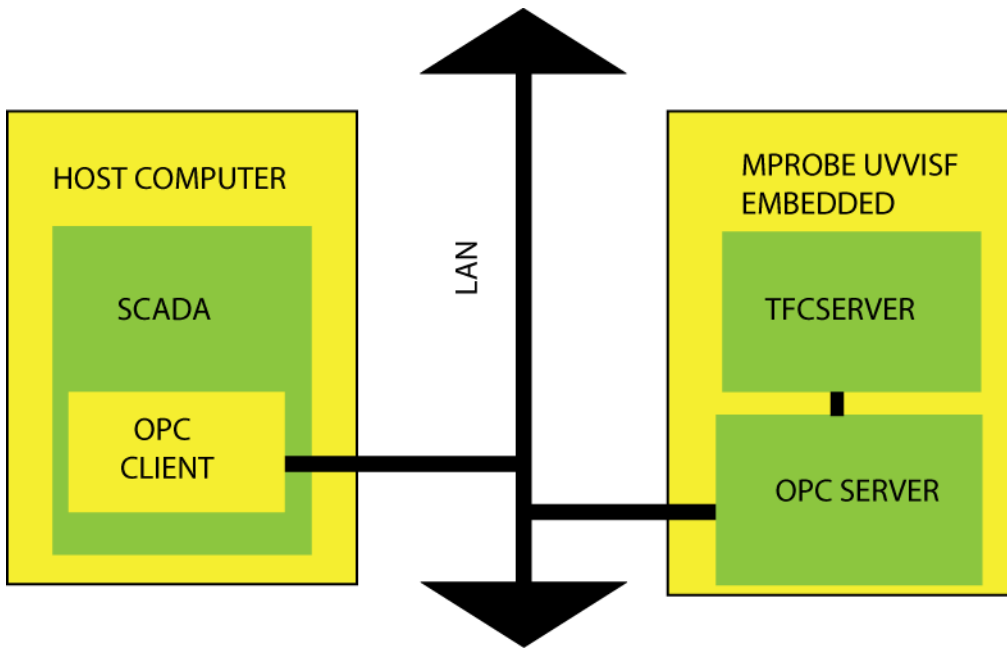 HOST COMPUTER
SCADA
OPC
CLIENT
LAN
MPROBE UVVISF
EMBEDDED
TFCSERVER
OPC SERVER